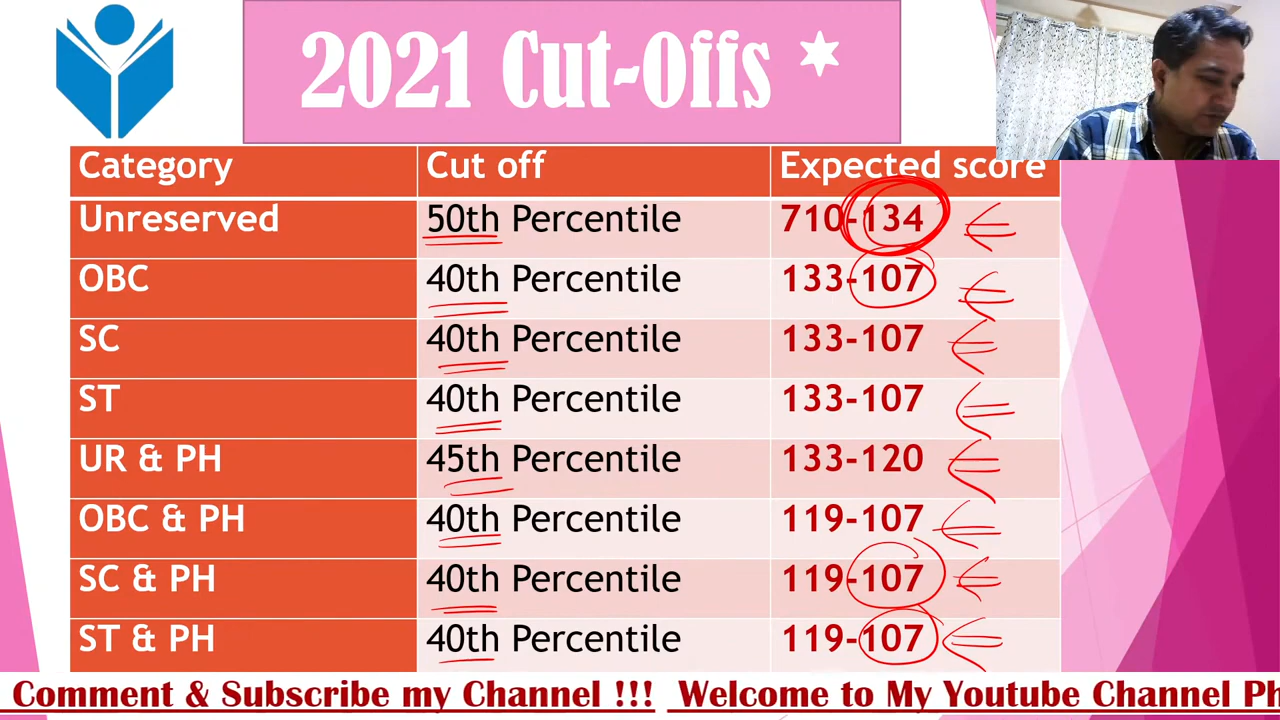 2021 Cut-Offs *
Category Cut off Expected score
Unreserved 50th Percentile 710-134
OBC 40th Percentile 133-107
SC 40th Percentile 133-107
ST 40th Percentile 133-107
UR & PH 45th Percentile 133-120
OBC & PH 40th Percentile 119-107
SC & PH 40th Percentile 119-107
ST & PH 40th Percentile 119-107
Comment & Subscribe my Channel !!! Welcome to My Youtube Channel Ph